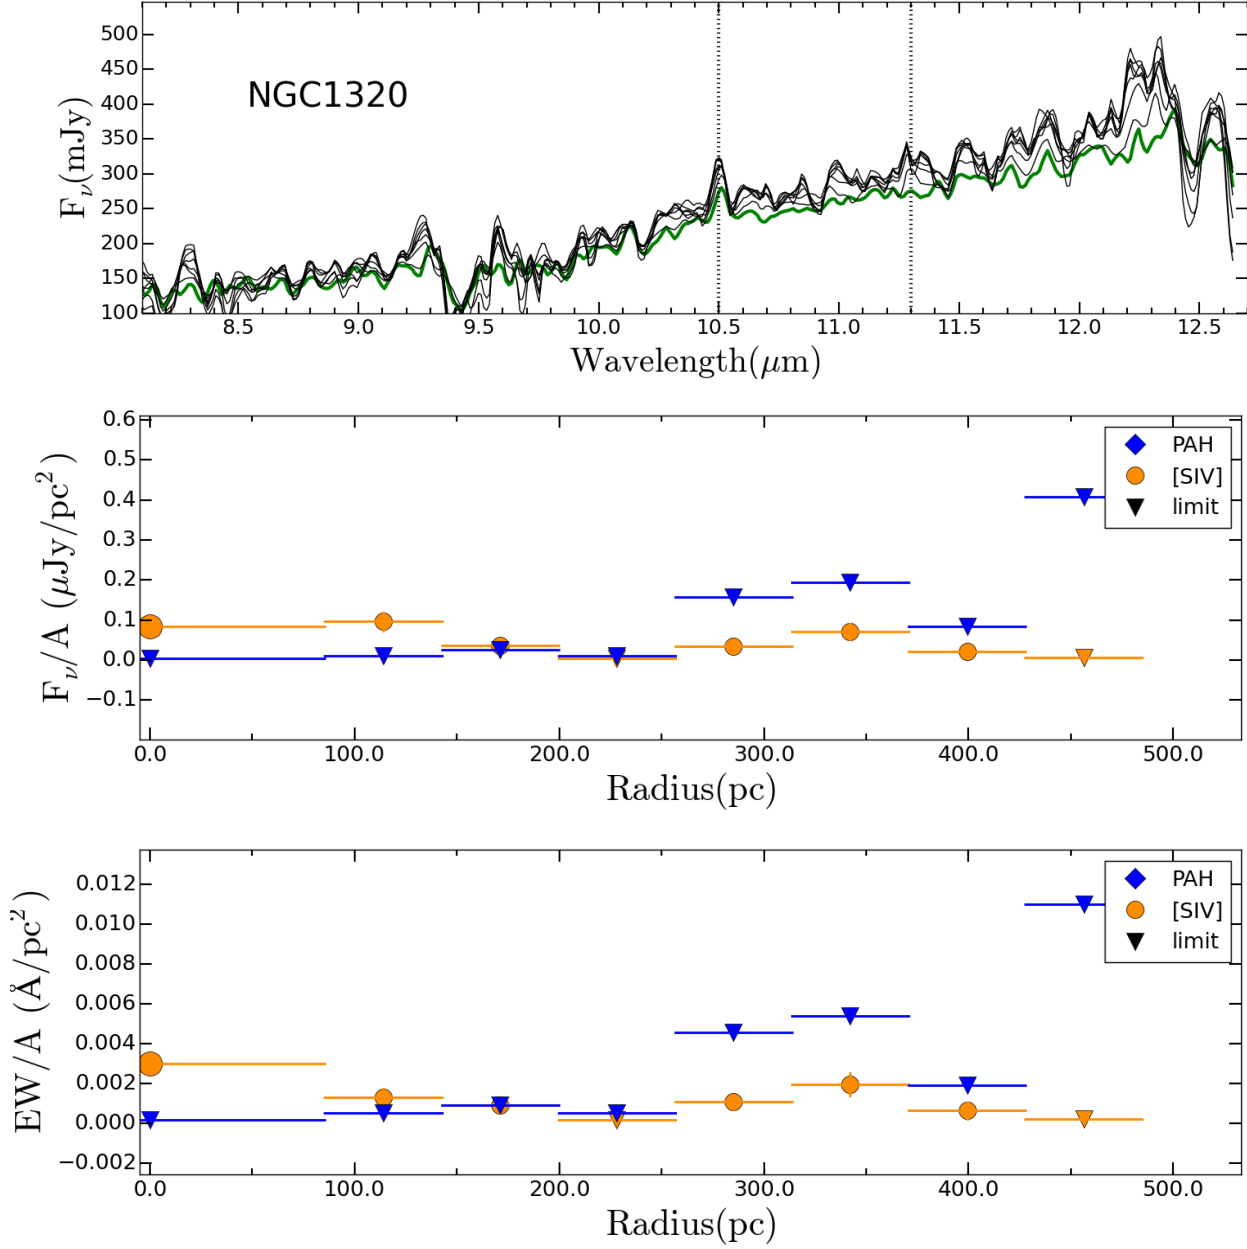 NGC1320
F_ν(mJy)
500
450
400
350
300
250
200
150
100
8.5 9.0 9.5 10.0 10.5 11.0 11.5 12.0 12.5
Wavelength(μm)
F_ν/A (μJy/pc²)
0.6
0.5
0.4
0.3
0.2
0.1
0.0
−0.1
PAH
[SIV]
limit
0.0 100.0 200.0 300.0 400.0 500.0
Radius(pc)
EW/A (Å/pc²)
0.012
0.010
0.008
0.006
0.004
0.002
0.000
−0.002
PAH
[SIV]
limit
0.0 100.0 200.0 300.0 400.0 500.0
Radius(pc)